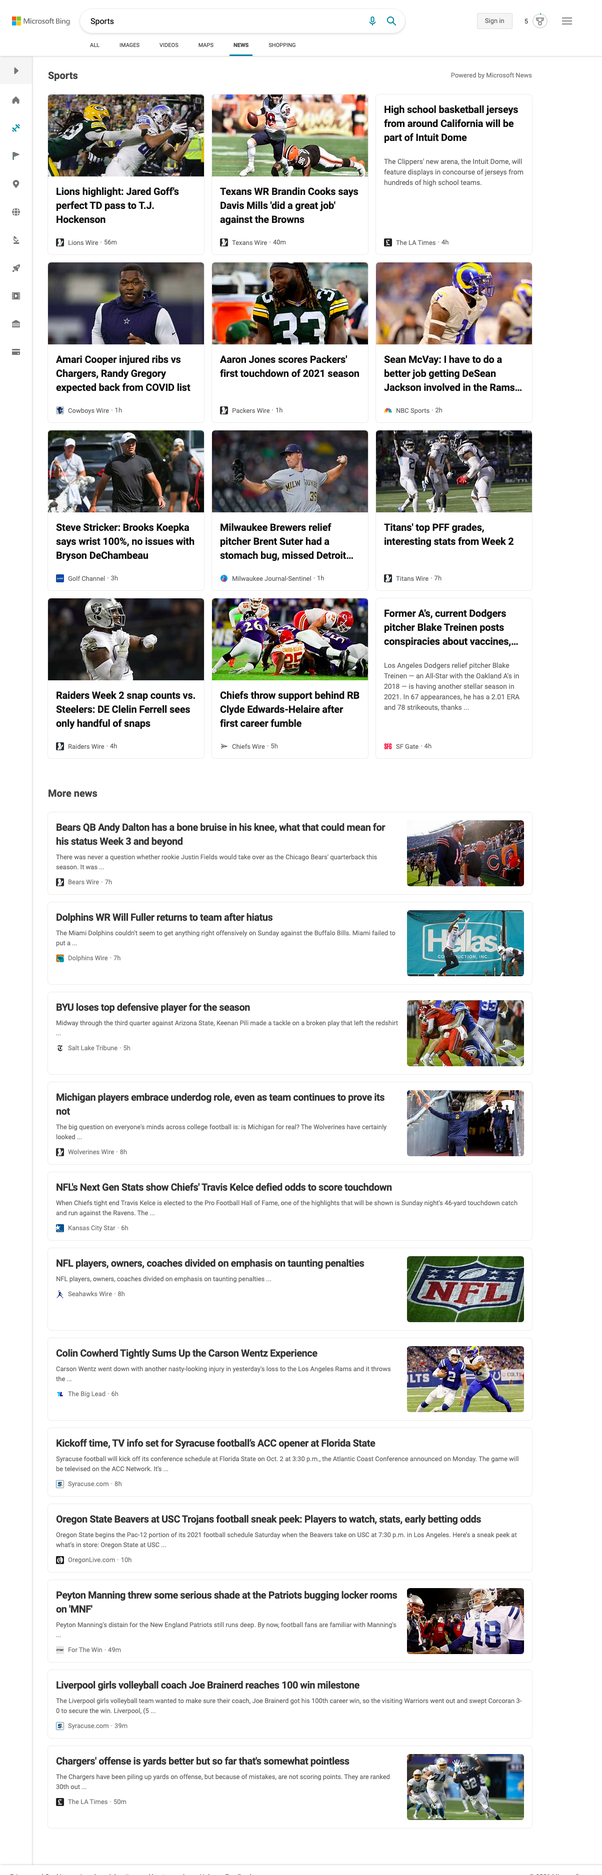 Microsoft Bing
Sports
Sign in
5
ALL IMAGES VIDEOS MAPS NEWS SHOPPING
Sports
Powered by Microsoft News
Lions highlight: Jared Goff's
perfect TD pass to T.J.
Hockenson
Lions Wire · 56m
Texans WR Brandin Cooks says
Davis Mills 'did a great job'
against the Browns
Texans Wire · 40m
High school basketball jerseys
from around California will be
part of Intuit Dome
The Clippers' new arena, the Intuit Dome, will
feature displays in concourse of jerseys from
hundreds of high school teams.
The LA Times · 4h
Amari Cooper injured ribs vs
Chargers, Randy Gregory
expected back from COVID list
Cowboys Wire · 1h
33
Aaron Jones scores Packers'
first touchdown of 2021 season
Packers Wire · 1h
Sean McVay: I have to do a
better job getting DeSean
Jackson involved in the Rams...
NBC Sports · 2h
Steve Stricker: Brooks Koepka
says wrist 100%, no issues with
Bryson DeChambeau
Golf Channel · 3h
35
Milwaukee Brewers relief
pitcher Brent Suter had a
stomach bug, missed Detroit...
Milwaukee Journal-Sentinel · 1h
Titans' top PFF grades,
interesting stats from Week 2
Titans Wire · 7h
Raiders Week 2 snap counts vs.
Steelers: DE Clelin Ferrell sees
only handful of snaps
Raiders Wire · 4h
26
25
Chiefs throw support behind RB
Clyde Edwards-Helaire after
first career fumble
Chiefs Wire · 5h
Former A's, current Dodgers
pitcher Blake Treinen posts
conspiracies about vaccines,...
Los Angeles Dodgers relief pitcher Blake
Treinen — an All-Star with the Oakland A's in
2018 — is having another stellar season in
2021. In 67 appearances, he has a 2.01 ERA
and 78 strikeouts, thanks ...
SF Gate · 4h
More news
Bears QB Andy Dalton has a bone bruise in his knee, what that could mean for
his status Week 3 and beyond
There was never a question whether rookie Justin Fields would take over as the Chicago Bears' quarterback this
season. It was ...
Bears Wire · 7h
Dolphins WR Will Fuller returns to team after hiatus
The Miami Dolphins couldn't seem to get anything right offensively on Sunday against the Buffalo Bills. Miami failed to
put a ...
Dolphins Wire · 7h
Hellas
CONSTRUCTION, INC.
BYU loses top defensive player for the season
Midway through the third quarter against Arizona State, Keenan Pili made a tackle on a broken play that left the redshirt
...
Salt Lake Tribune · 5h
33
Michigan players embrace underdog role, even as team continues to prove its
not
The big question on everyone's minds across college football is: is Michigan for real? The Wolverines have certainly
looked ...
Wolverines Wire · 8h
NFL's Next Gen Stats show Chiefs' Travis Kelce defied odds to score touchdown
When Chiefs tight end Travis Kelce is elected to the Pro Football Hall of Fame, one of the highlights that will be shown is Sunday night's 46-yard touchdown catch
and run against the Ravens. The ...
Kansas City Star · 6h
NFL players, owners, coaches divided on emphasis on taunting penalties
NFL players, owners, coaches divided on emphasis on taunting penalties ...
Seahawks Wire · 8h
NFL
Colin Cowherd Tightly Sums Up the Carson Wentz Experience
Carson Wentz went down with another nasty-looking injury in yesterday's loss to the Los Angeles Rams and it throws
the ...
The Big Lead · 6h
2
Kickoff time, TV info set for Syracuse football's ACC opener at Florida State
Syracuse football will kick off its conference schedule at Florida State on Oct. 2 at 3:30 p.m., the Atlantic Coast Conference announced on Monday. The game will
be televised on the ACC Network. It's ...
Syracuse.com · 8h
Oregon State Beavers at USC Trojans football sneak peek: Players to watch, stats, early betting odds
Oregon State begins the Pac-12 portion of its 2021 football schedule Saturday when the Beavers take on USC at 7:30 p.m. in Los Angeles. Here's a sneak peek at
what's in store: Oregon State at USC ...
OregonLive.com · 10h
Peyton Manning threw some serious shade at the Patriots bugging locker rooms
on 'MNF'
Peyton Manning's distain for the New England Patriots still runs deep. By now, football fans are familiar with Manning's
...
For The Win · 49m
18
Liverpool girls volleyball coach Joe Brainerd reaches 100 win milestone
The Liverpool girls volleyball team wanted to make sure their coach, Joe Brainerd got his 100th career win, so the visiting Warriors went out and swept Corcoran 3-
0 to secure the win. Liverpool, (5 ...
Syracuse.com · 39m
Chargers' offense is yards better but so far that's somewhat pointless
The Chargers have been piling up yards on offense, but because of mistakes, are not scoring points. They are ranked
30th out ...
The LA Times · 50m